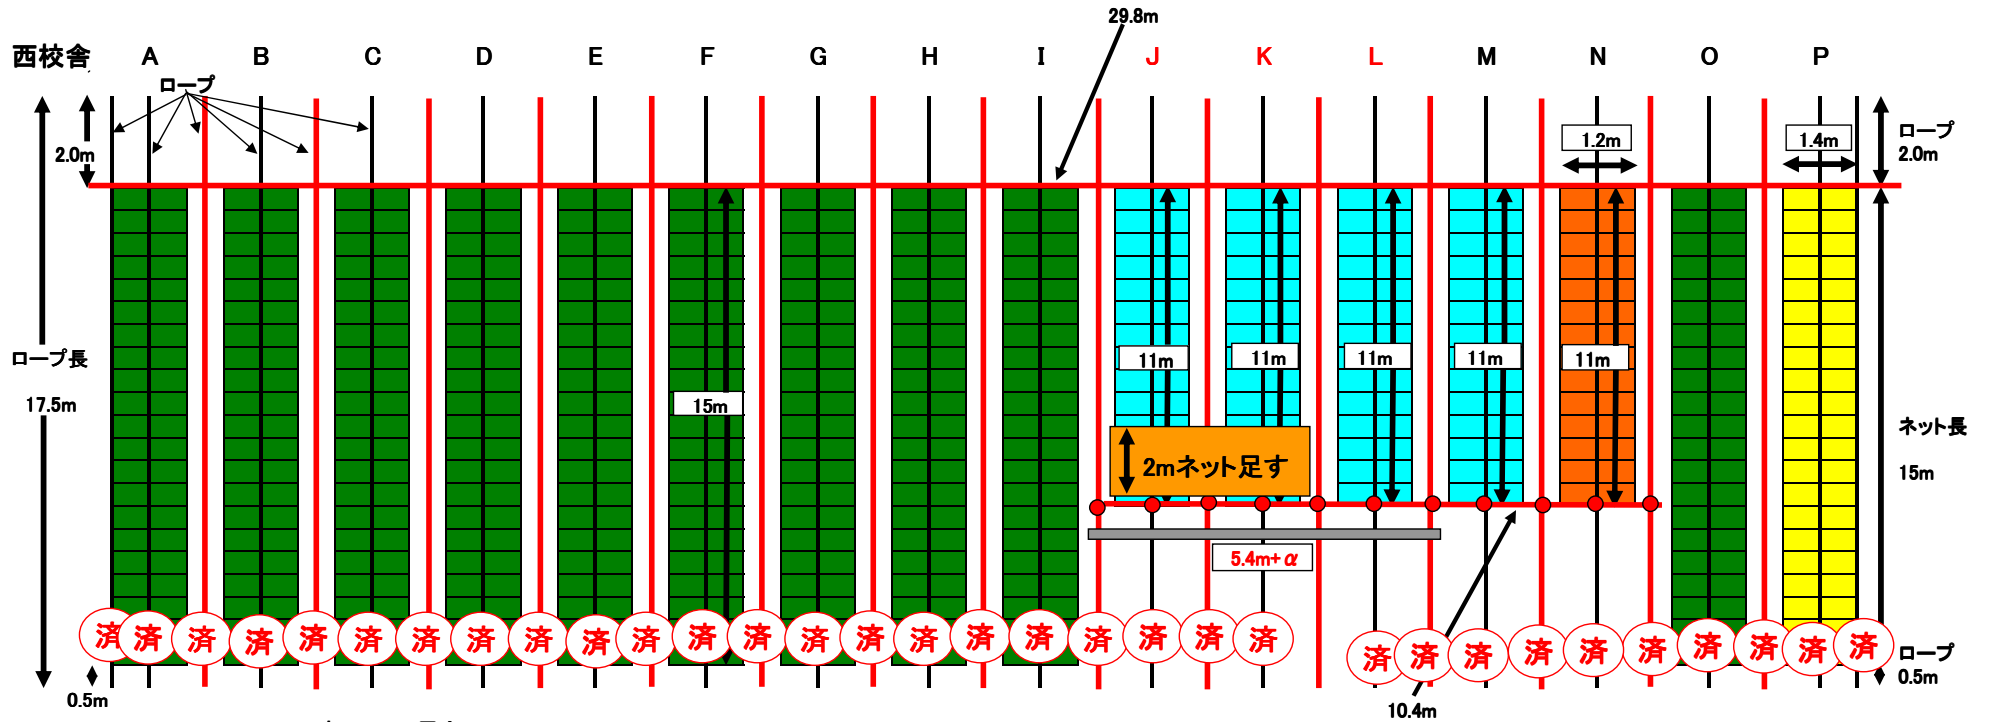 29.8m
西校舎 A B C D E F G H I J K L M N O P
ロープ
2.0m
1.2m
1.4m
ロープ
2.0m
ロープ長
17.5m
15m
11m 11m 11m 11m 11m
2mネット足す
ネット長
15m
5.4m+α
済 済 済 済 済 済 済 済 済 済 済 済 済 済 済 済 済 済 済 済 済 済 済 済 済 済 済 済 済 済 済 済
ロープ
0.5m
0.5m
10.4m